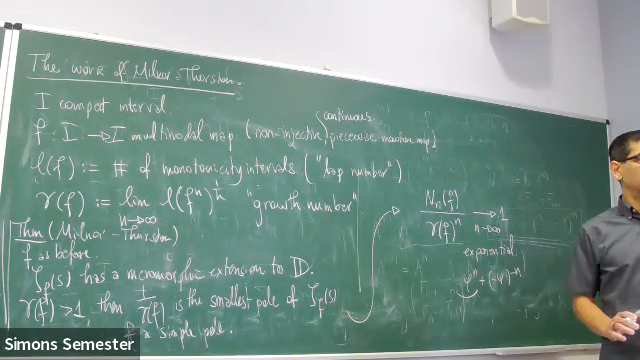 The work of Milnor-Thurston.
I compact interval.
f : I → I multimodal map (non-injective, continuous piecewise-monotone map)
l(f) := # of monotonicity intervals ("lap number")
γ(f) := lim n→∞ l(fⁿ)^{1/n} "growth number"
Thm (Milnor-Thurston)
f as before.
ζ_f(s) has a meromorphic extension to D.
γ(f) > 1, then 1/γ(f) is the smallest pole of ζ_f(s)
a simple pole.
N_n(f) / γ(f)ⁿ → 1 n→∞
exponential
Simons Semester